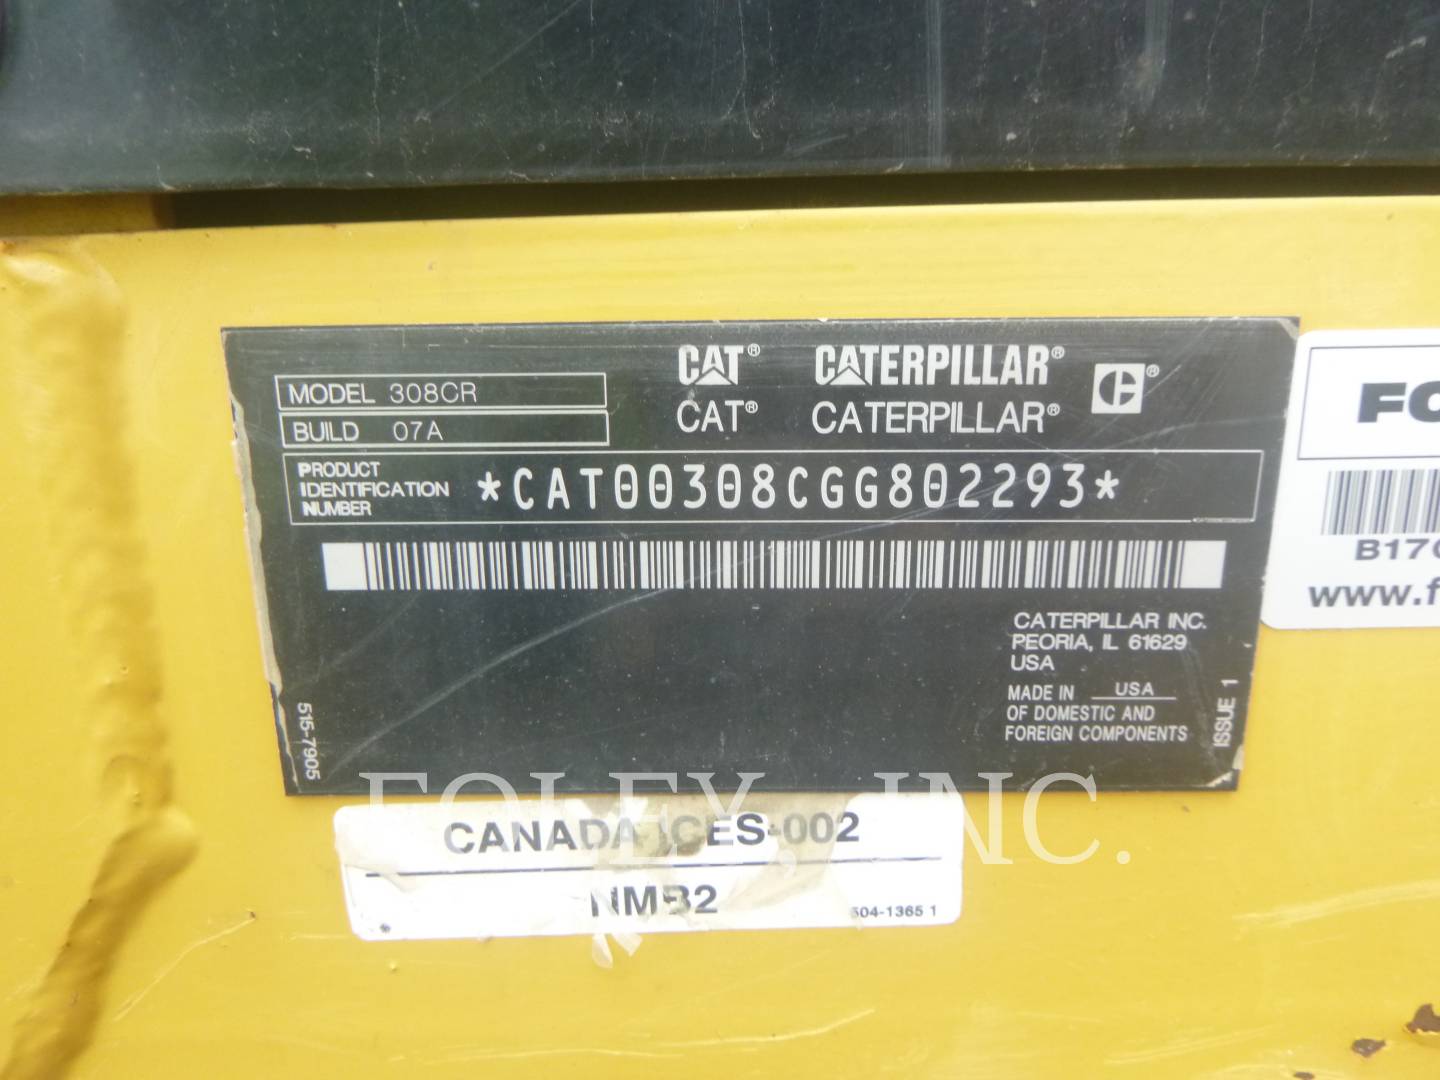 CAT® CATERPILLAR® ®
CAT® CATERPILLAR®
MODEL 308CR
BUILD 07A
PRODUCT
IDENTIFICATION
NUMBER
*CAT00308CGG802293*
CATERPILLAR INC.
PEORIA, IL 61629
USA
MADE IN USA
OF DOMESTIC AND
FOREIGN COMPONENTS
515-7905
ISSUE 1
FO
B170
www.f
FOLEY, INC.
CANADA ICES-002
NMB2
504-1365 1